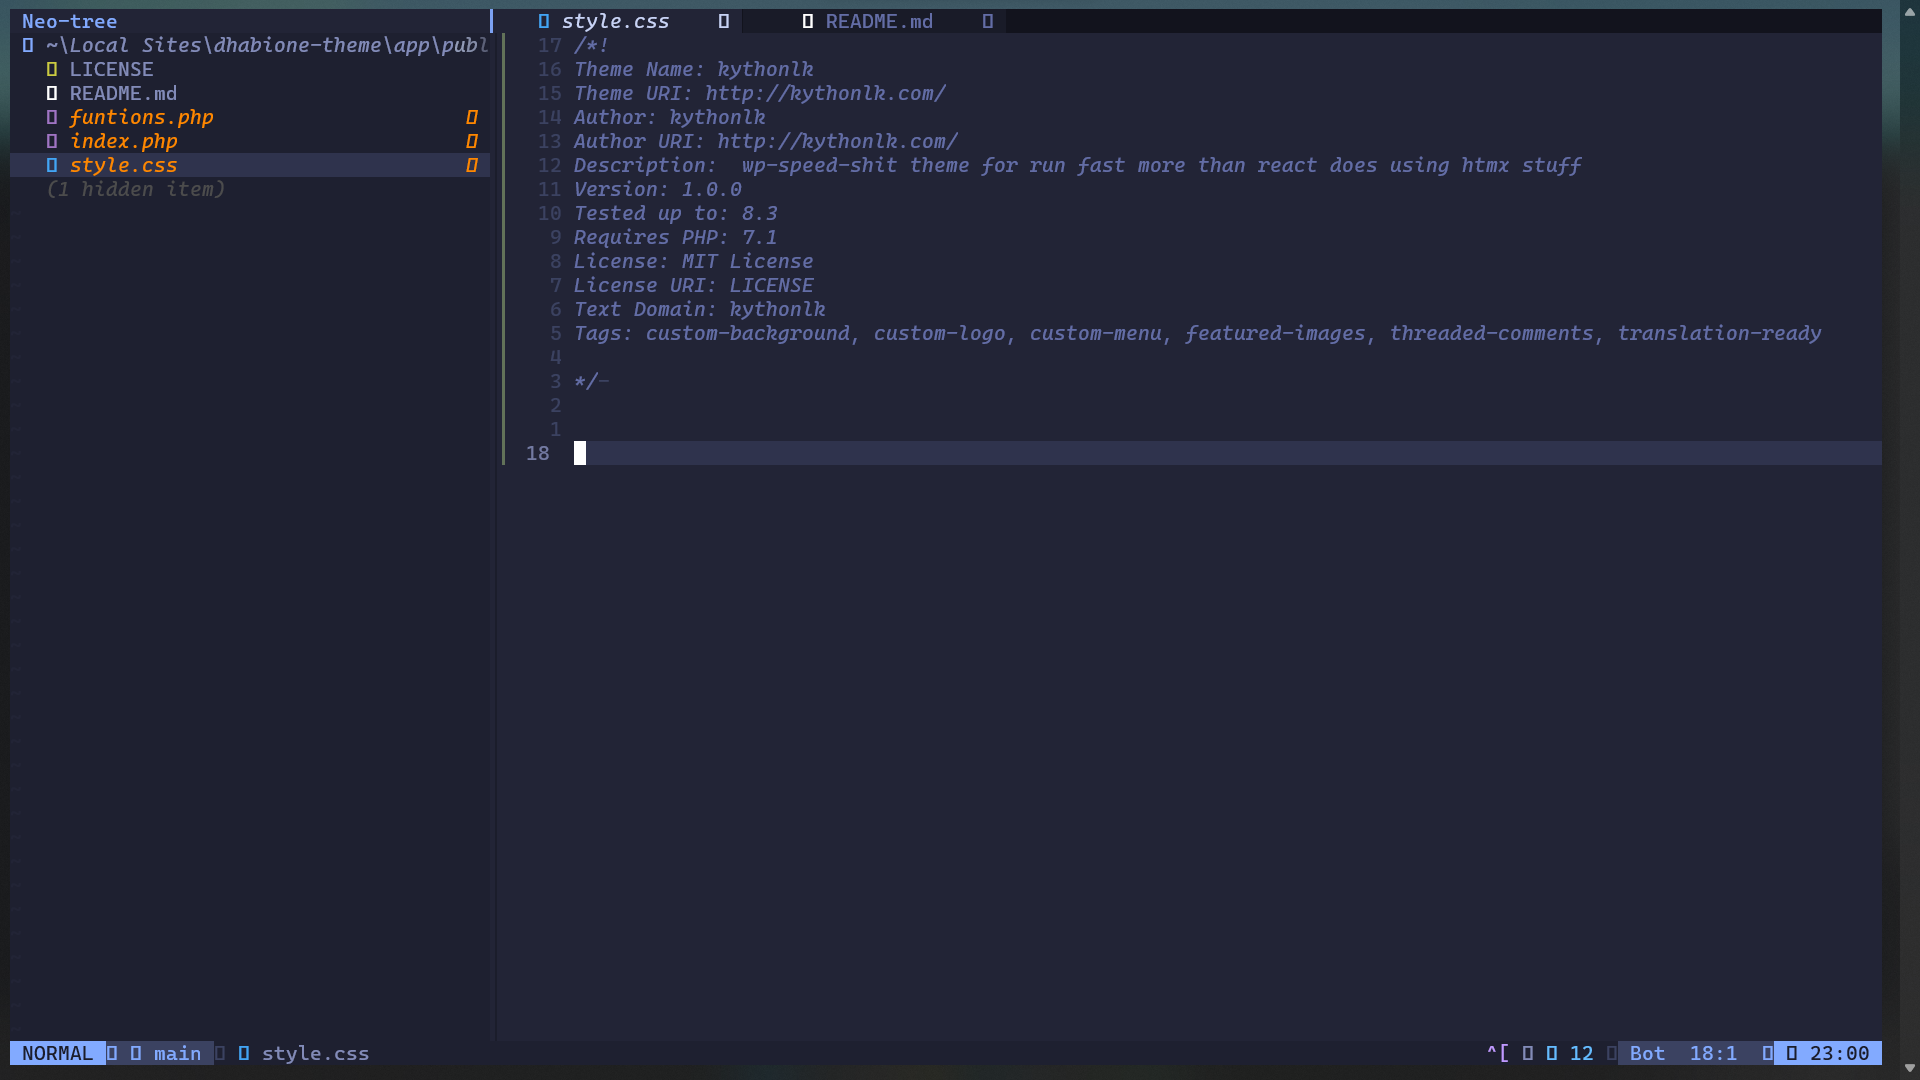 Neo-tree
~\Local Sites\dhabione-theme\app\publ
LICENSE
README.md
funtions.php
index.php
style.css
(1 hidden item)
style.css README.md
17 /*!
16 Theme Name: kythonlk
15 Theme URI: http://kythonlk.com/
14 Author: kythonlk
13 Author URI: http://kythonlk.com/
12 Description:  wp-speed-shit theme for run fast more than react does using htmx stuff
11 Version: 1.0.0
10 Tested up to: 8.3
9 Requires PHP: 7.1
8 License: MIT License
7 License URI: LICENSE
6 Text Domain: kythonlk
5 Tags: custom-background, custom-logo, custom-menu, featured-images, threaded-comments, translation-ready
4
3 */-
2
1
18
NORMAL main style.css ^[ 12 Bot 18:1 23:00